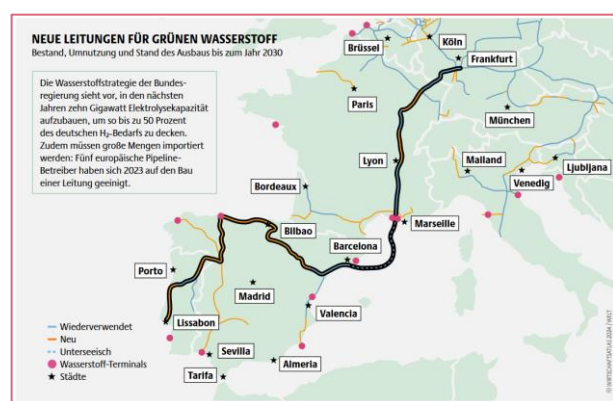 NEUE LEITUNGEN FÜR GRÜNEN WASSERSTOFF
Bestand, Umnutzung und Stand des Ausbaus bis zum Jahr 2030
Die Wasserstoffstrategie der Bundes-
regierung sieht vor, in den nächsten
Jahren zehn Gigawatt Elektrolysekapazität
aufzubauen, um so bis zu 50 Prozent
des deutschen H₂-Bedarfs zu decken.
Zudem müssen große Mengen importiert
werden: Fünf europäische Pipeline-
Betreiber haben sich 2023 auf den Bau
einer Leitung geeinigt.
Brüssel
Köln
Frankfurt
Paris
München
Lyon
Mailand
Ljubljana
Venedig
Bordeaux
Marseille
Bilbao
Barcelona
Porto
Madrid
Valencia
Lissabon
Sevilla
Almeria
Tarifa
Wiederverwendet
Neu
Unterseeisch
Wasserstoff-Terminals
Städte
© WIRTSCHAFTSATLAS 2024 / WELT